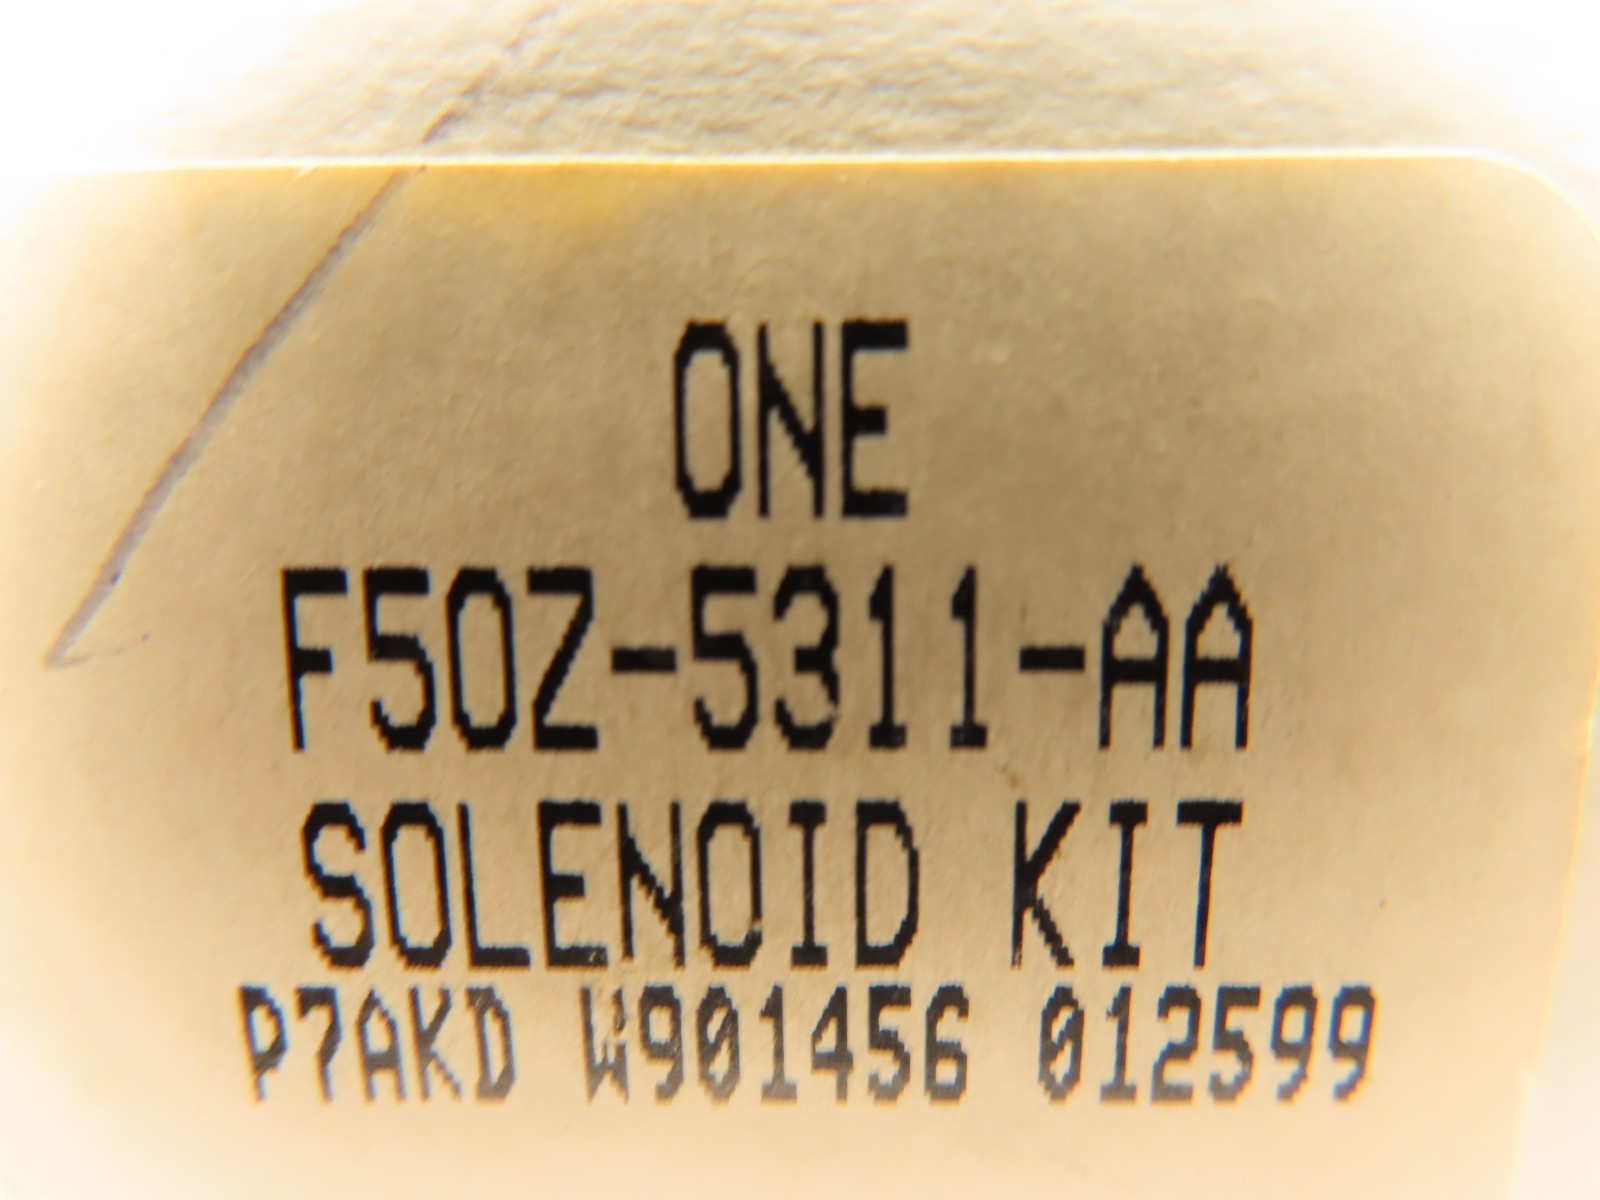 ONE
F5OZ-5311-AA
SOLENOID KIT
P7AKD W901456 012599